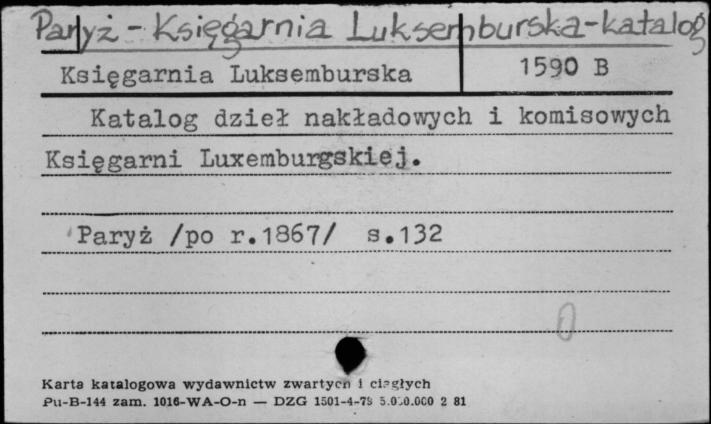 Paryż - Księgarnia Luksemburska - katalog
Księgarnia Luksemburska 1590 B
Katalog dzieł nakładowych i komisowych
Księgarni Luxemburgskiej.
Paryż /po r.1867/ s.132
Karta katalogowa wydawnictw zwartych i ciągłych
Pu-B-144 zam. 1016-WA-O-n — DZG 1501-4-79 5.000.000 2 81